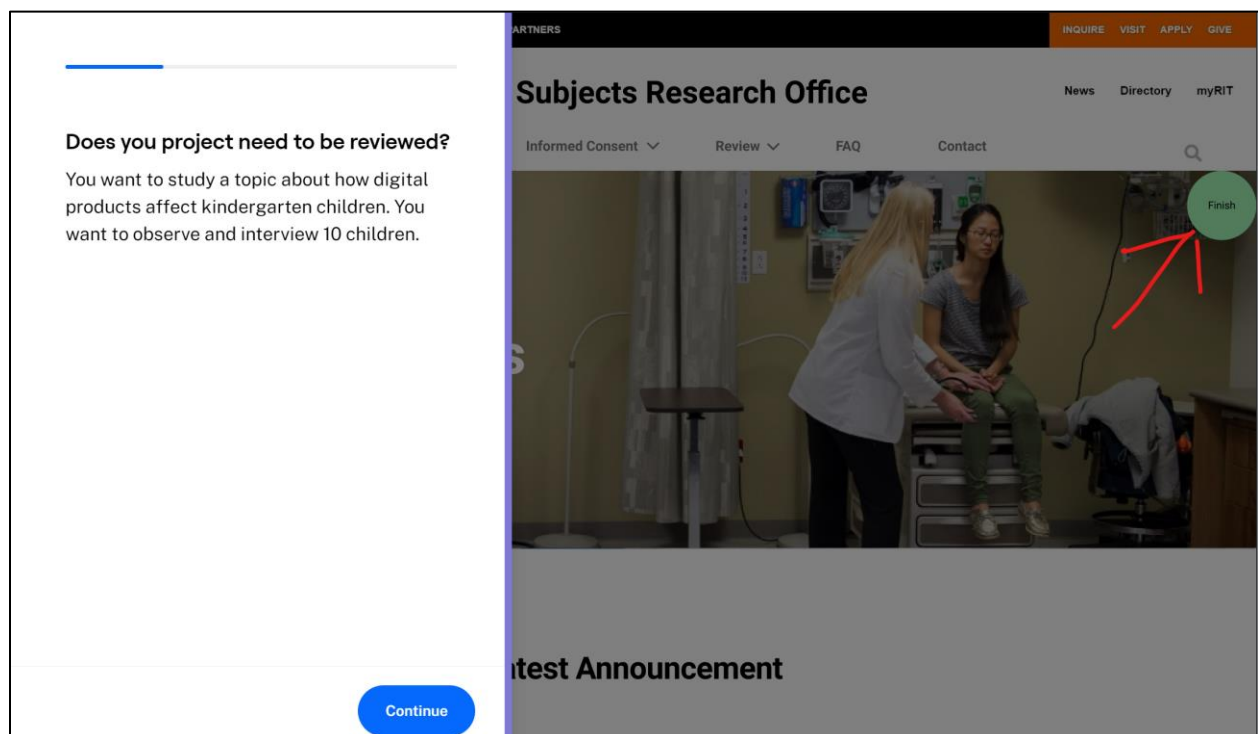 Does you project need to be reviewed?
You want to study a topic about how digital
products affect kindergarten children. You
want to observe and interview 10 children.
Continue
ARTNERS
INQUIRE VISIT APPLY GIVE
Subjects Research Office
News Directory myRIT
Informed Consent Review FAQ Contact
Finish
S
test Announcement